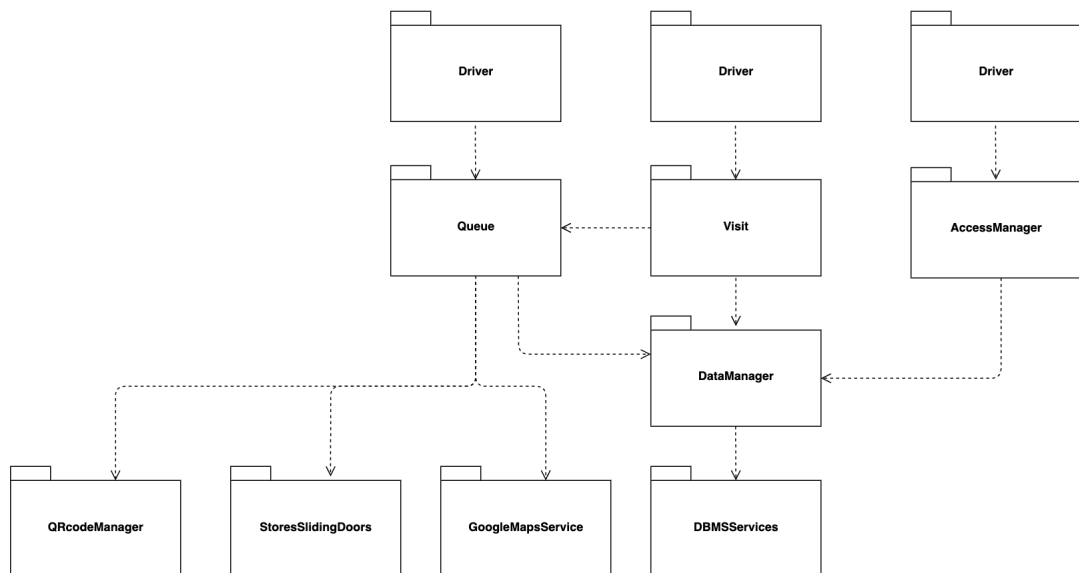 Driver
Driver
Driver
Queue
Visit
AccessManager
DataManager
QRcodeManager
StoresSlidingDoors
GoogleMapsService
DBMSServices